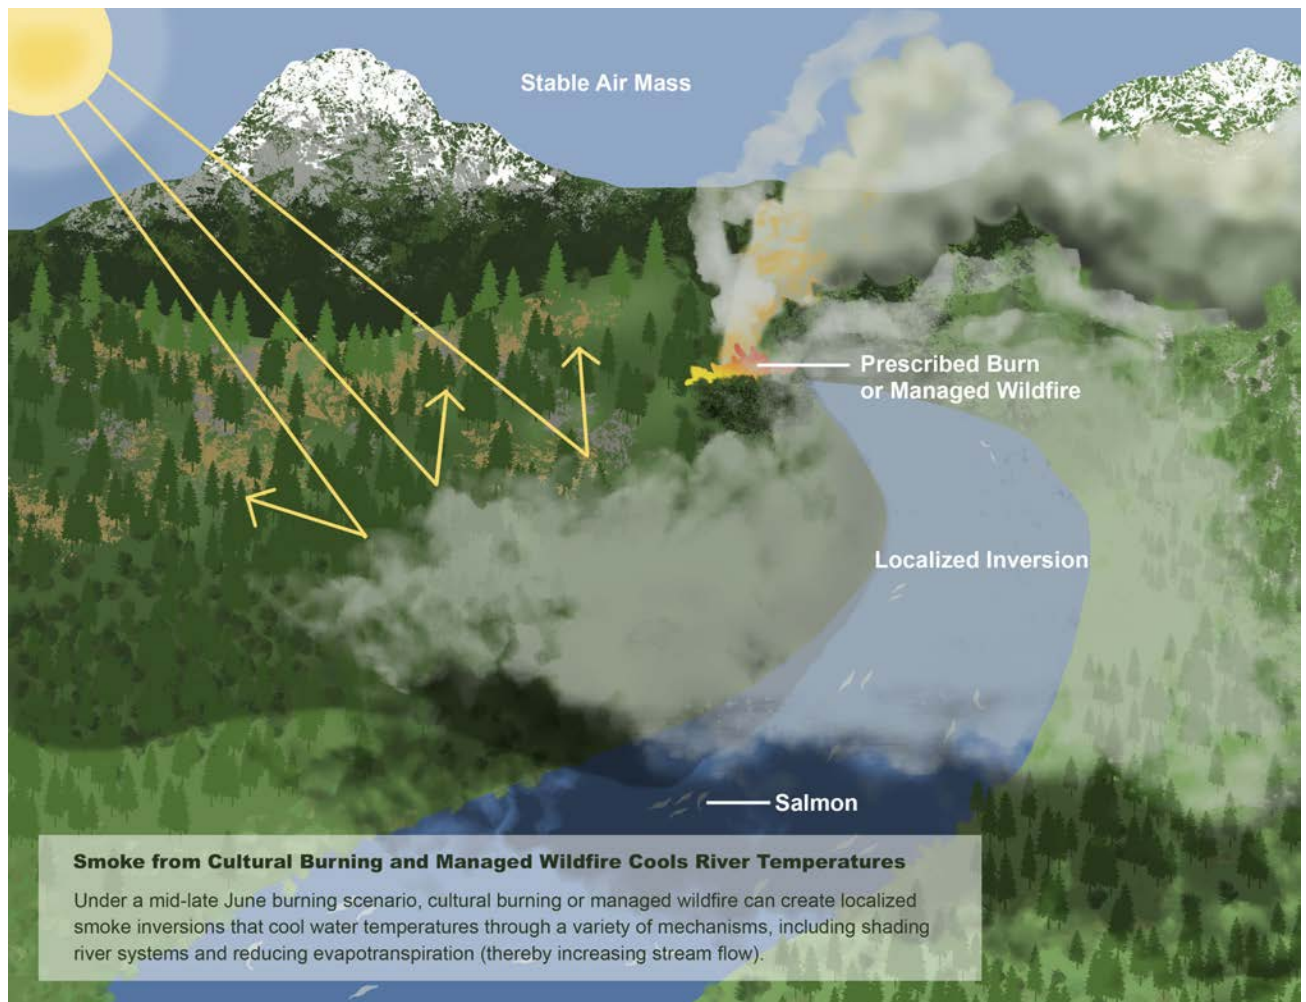 Stable Air Mass
Prescribed Burn
or Managed Wildfire
Localized Inversion
Salmon
Smoke from Cultural Burning and Managed Wildfire Cools River Temperatures
Under a mid-late June burning scenario, cultural burning or managed wildfire can create localized
smoke inversions that cool water temperatures through a variety of mechanisms, including shading
river systems and reducing evapotranspiration (thereby increasing stream flow).